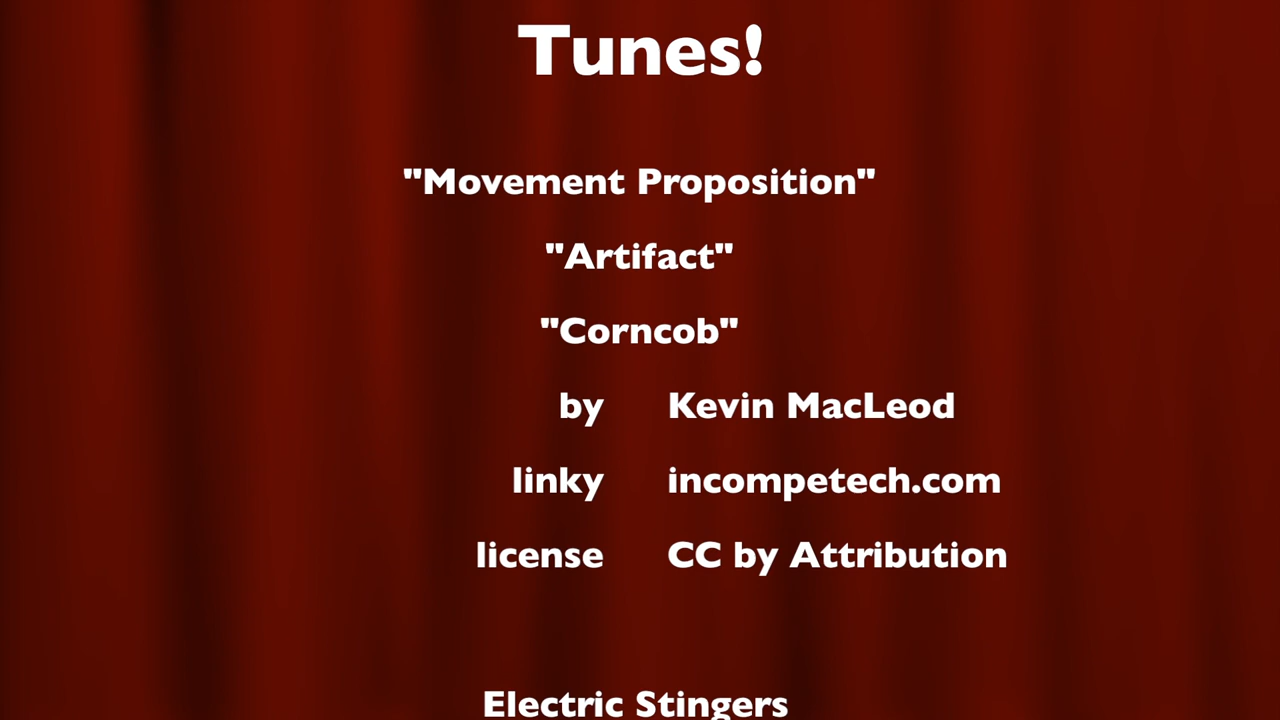 Tunes!
"Movement Proposition"
"Artifact"
"Corncob"
by Kevin MacLeod
linky incompetech.com
license CC by Attribution
Electric Stingers